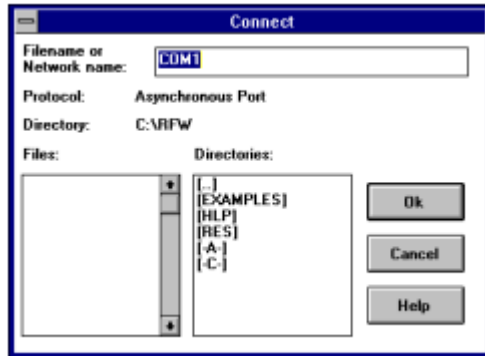 Connect
Filename or
Network name:
COM1
Protocol: Asynchronous Port
Directory: C:\RFW
Files: Directories:
[..]
[EXAMPLES]
[HLP]
[RES]
[-A-]
[-C-]
Ok
Cancel
Help